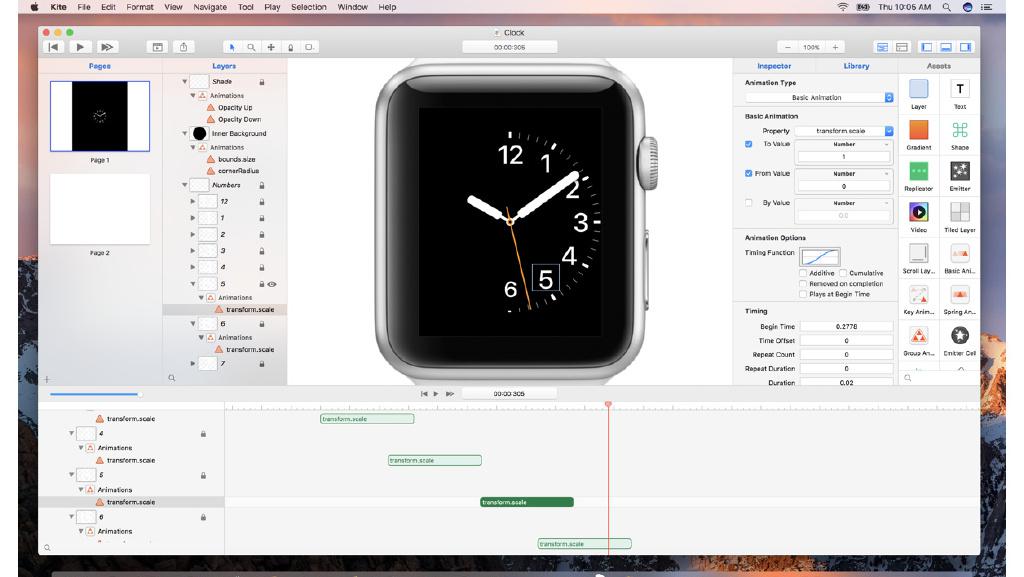 Kite File Edit Format View Navigate Tool Play Selection Window Help
Thu 10:05 AM
Clock
00:00:305
100%
Pages
Page 1
Page 2
Layers
Shade
Animations
Opacity Up
Opacity Down
Inner Background
Animations
bounds.size
cornerRadius
Numbers
12
1
2
3
4
5
Animations
transform.scale
6
Animations
transform.scale
7
12
1
2
3
4
5
6
Inspector Library
Animation Type
Basic Animation
Basic Animation
Property transform.scale
To Value Number
1
From Value Number
0
By Value Number
0.0
Animation Options
Timing Function
Additive Cumulative
Removed on completion
Plays at Begin Time
Timing
Begin Time 0.2778
Time Offset 0
Repeat Count 0
Repeat Duration 0
Duration 0.02
Assets
T
Layer Text
Gradient Shape
Replicator Emitter
Video Tiled Layer
Scroll Lay... Basic Ani...
Key Anim... Spring An...
Group An... Emitter Cell
00:00:305
transform.scale transform.scale
4
Animations
transform.scale transform.scale
5
Animations
transform.scale transform.scale
6
Animations
transform.scale